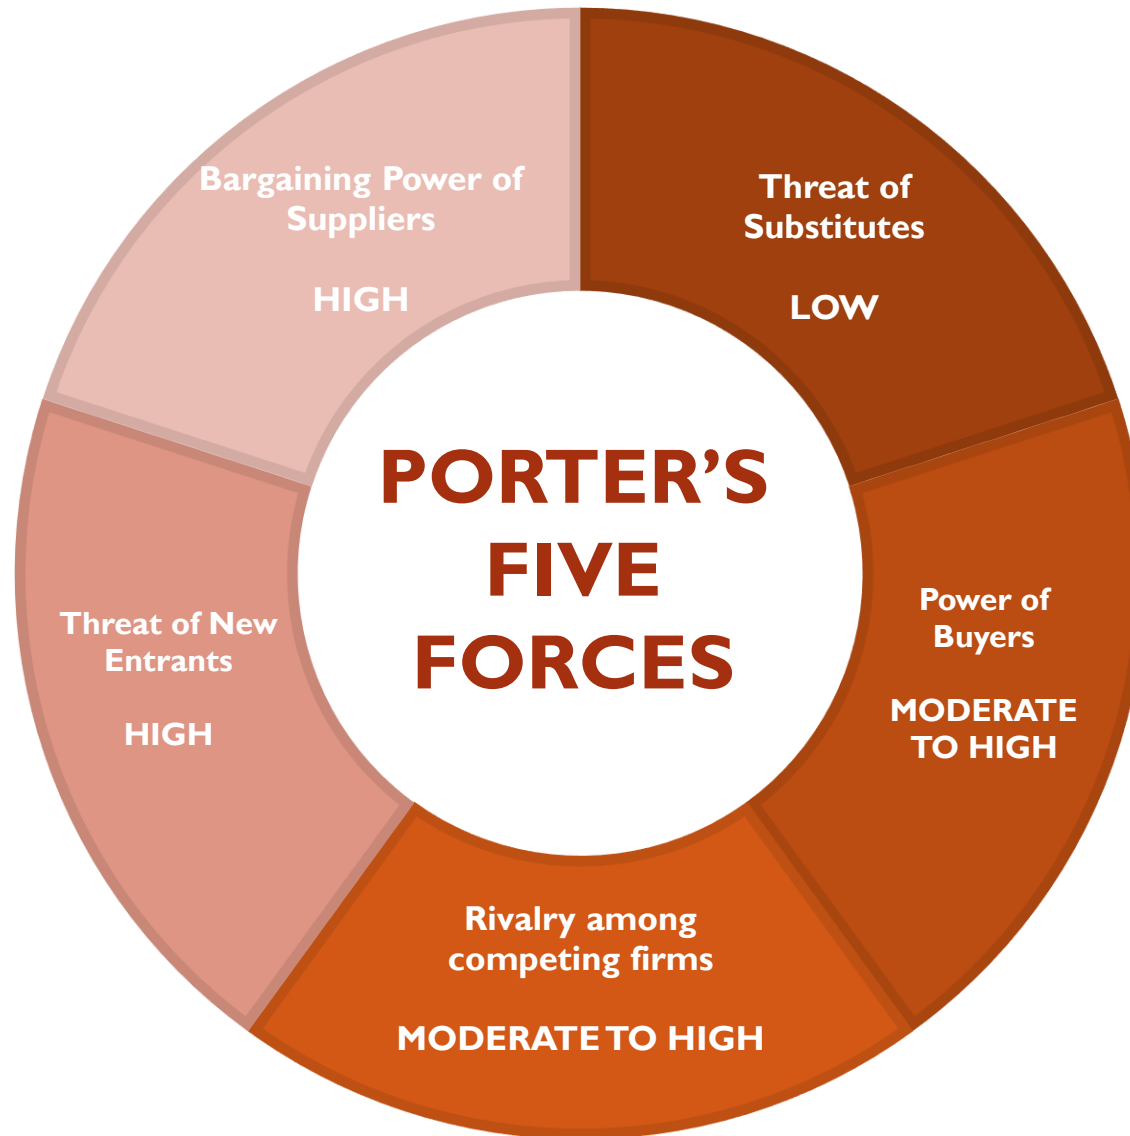 PORTER’S
FIVE
FORCES
Threat of
Substitutes
LOW
Power of
Buyers
MODERATE
TO HIGH
Rivalry among
competing firms
MODERATE TO HIGH
Threat of New
Entrants
HIGH
Bargaining Power of
Suppliers
HIGH